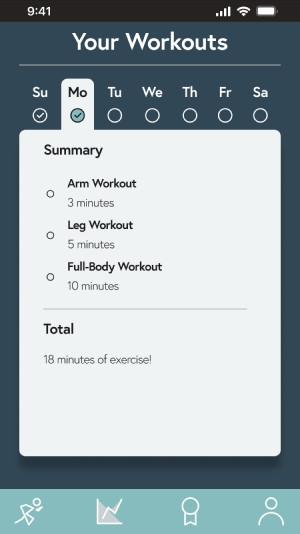 9:41
Your Workouts
Su Mo Tu We Th Fr Sa
Summary
Arm Workout
3 minutes
Leg Workout
5 minutes
Full-Body Workout
10 minutes
Total
18 minutes of exercise!